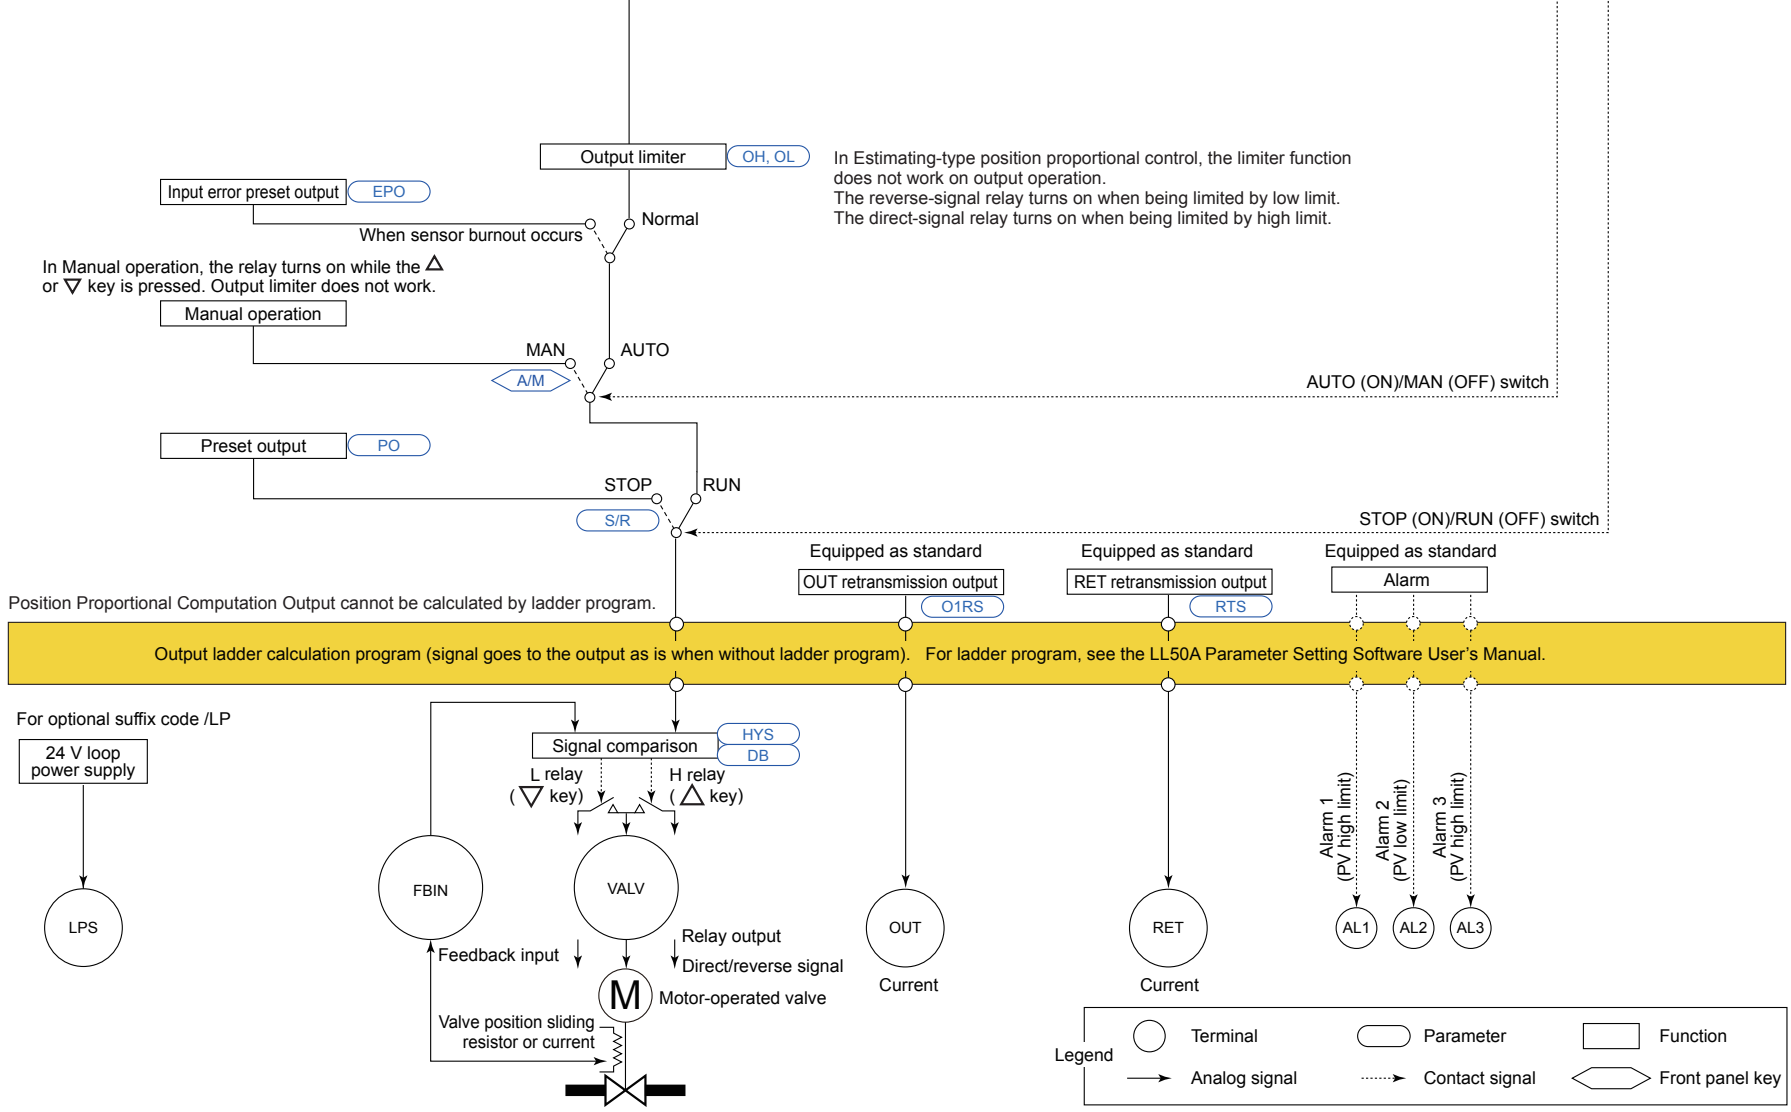 Output limiter
OH, OL
In Estimating-type position proportional control, the limiter function
does not work on output operation.
The reverse-signal relay turns on when being limited by low limit.
The direct-signal relay turns on when being limited by high limit.
Input error preset output
EPO
When sensor burnout occurs
Normal
In Manual operation, the relay turns on while the △
or ▽ key is pressed. Output limiter does not work.
Manual operation
MAN
AUTO
A/M
AUTO (ON)/MAN (OFF) switch
Preset output
PO
STOP
RUN
S/R
STOP (ON)/RUN (OFF) switch
Equipped as standard
Equipped as standard
Equipped as standard
OUT retransmission output
RET retransmission output
Alarm
O1RS
RTS
Position Proportional Computation Output cannot be calculated by ladder program.
Output ladder calculation program (signal goes to the output as is when without ladder program). For ladder program, see the LL50A Parameter Setting Software User's Manual.
For optional suffix code /LP
24 V loop
power supply
Signal comparison
HYS
DB
L relay
( ▽ key)
H relay
( △ key)
Alarm 1
(PV high limit)
Alarm 2
(PV low limit)
Alarm 3
(PV high limit)
LPS
FBIN
VALV
OUT
RET
AL1
AL2
AL3
Feedback input
Relay output
Direct/reverse signal
Current
Current
M
Motor-operated valve
Valve position sliding
resistor or current
Legend
Terminal
Parameter
Function
Analog signal
Contact signal
Front panel key